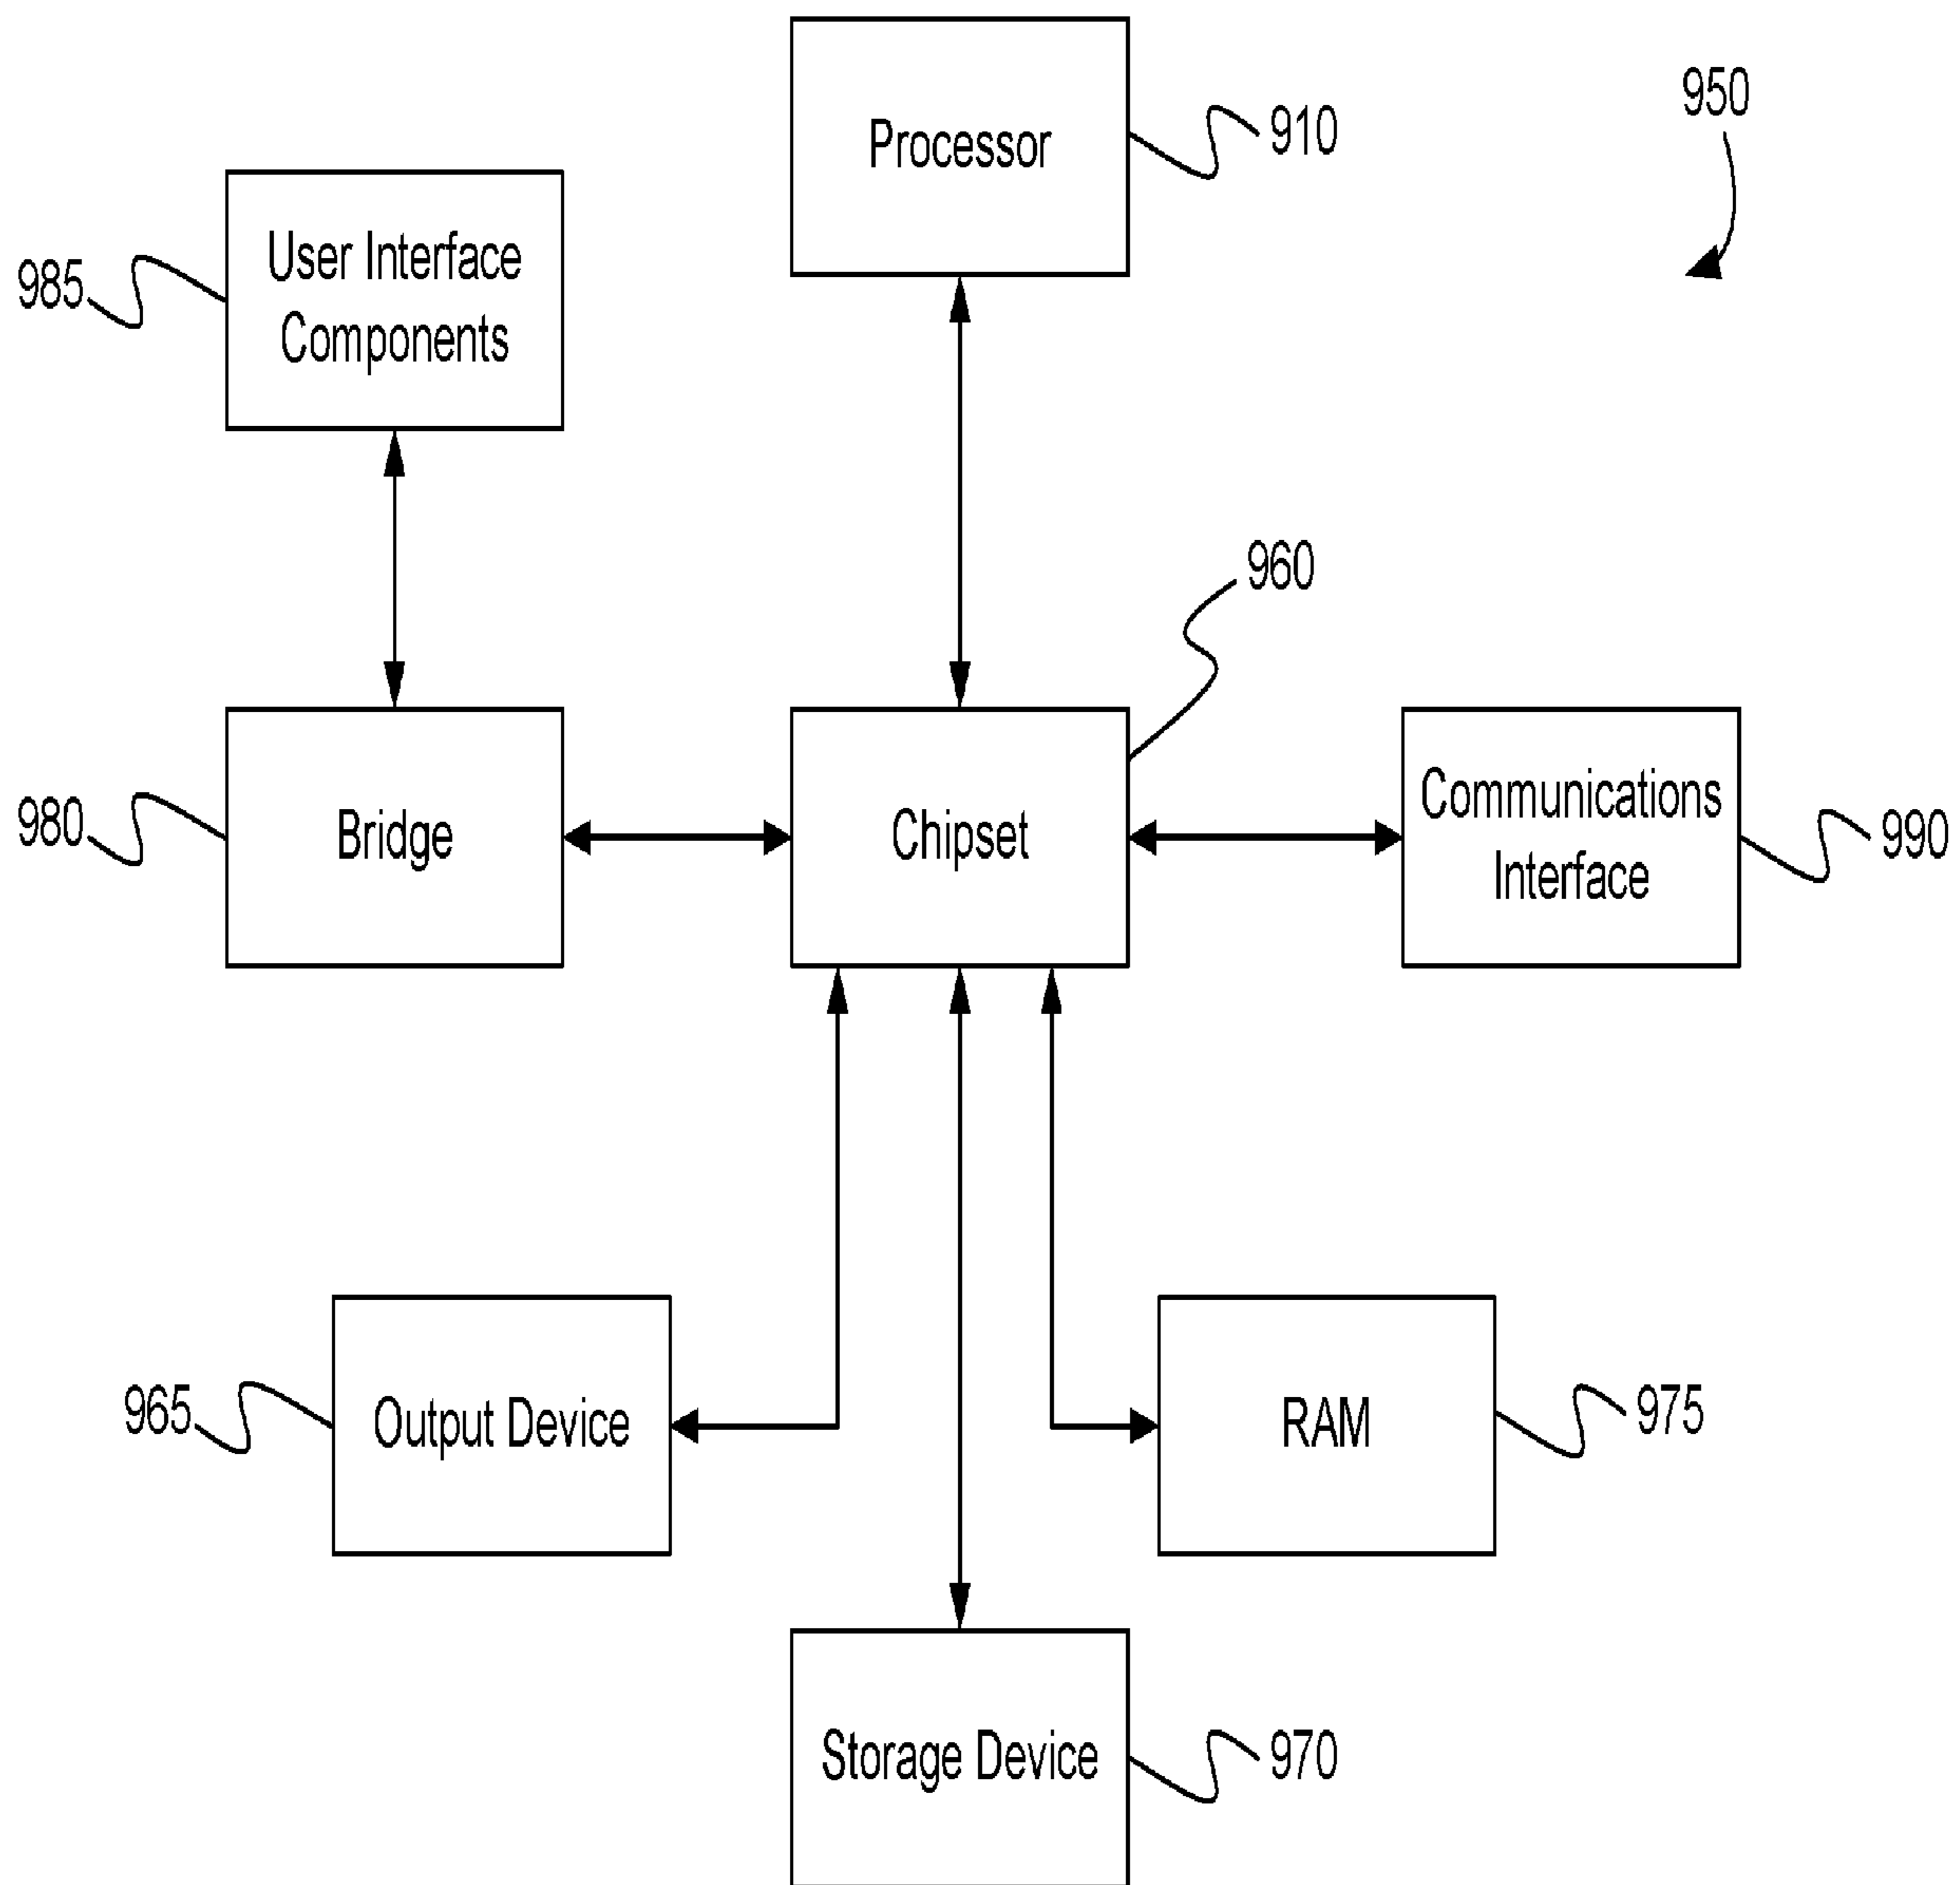 950
Processor
910
User Interface
Components
985
960
Bridge
980
Chipset
Communications
Interface
990
Output Device
965
RAM
975
Storage Device
970